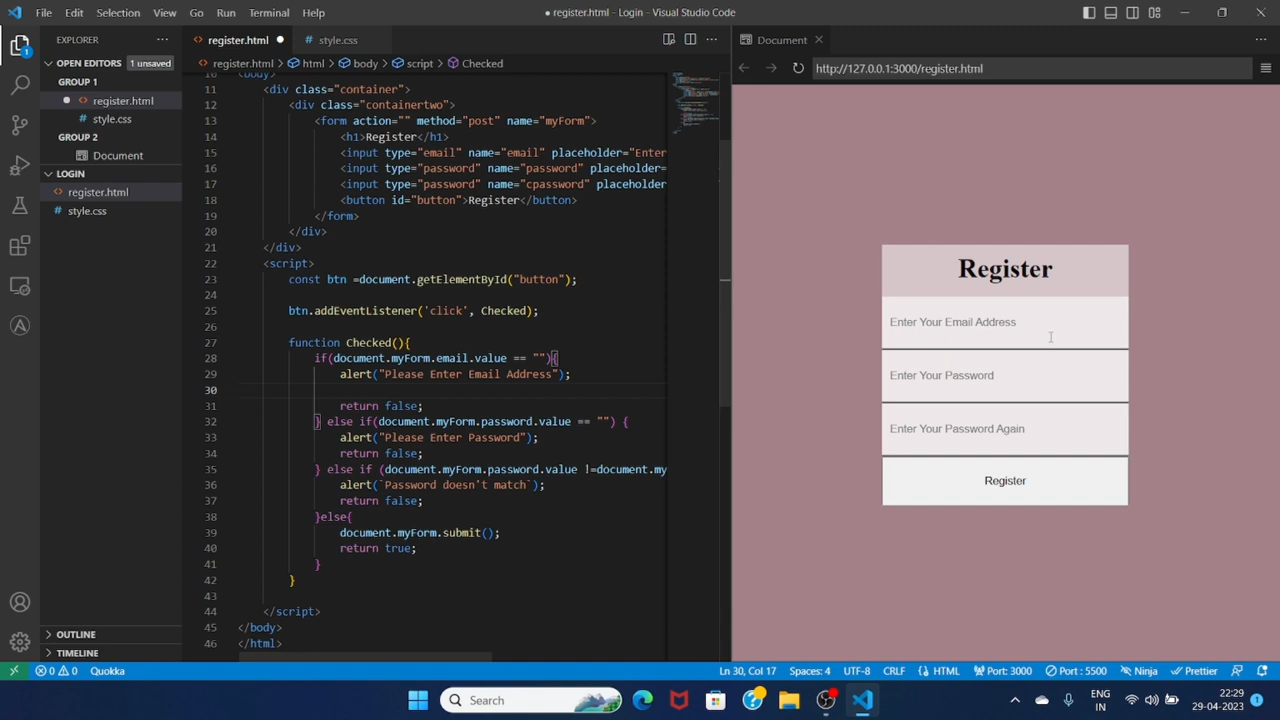 File Edit Selection View Go Run Terminal Help
● register.html - Login - Visual Studio Code
EXPLORER
register.html
style.css
Document
OPEN EDITORS 1 unsaved
register.html > html > body > script > Checked
http://127.0.0.1:3000/register.html
GROUP 1
register.html
style.css
GROUP 2
Document
LOGIN
register.html
style.css
OUTLINE
TIMELINE
10 <body>
11 <div class="container">
12 <div class="containertwo">
13 <form action="" method="post" name="myForm">
14 <h1>Register</h1>
15 <input type="email" name="email" placeholder="Enter
16 <input type="password" name="password" placeholder=
17 <input type="password" name="cpassword" placeholder
18 <button id="button">Register</button>
19 </form>
20 </div>
21 </div>
22 <script>
23 const btn =document.getElementById("button");
24
25 btn.addEventListener('click', Checked);
26
27 function Checked(){
28 if(document.myForm.email.value == ""){
29 alert("Please Enter Email Address");
30
31 return false;
32 } else if(document.myForm.password.value == "") {
33 alert("Please Enter Password");
34 return false;
35 } else if (document.myForm.password.value !=document.my
36 alert(`Password doesn't match`);
37 return false;
38 }else{
39 document.myForm.submit();
40 return true;
41 }
42 }
43
44 </script>
45 </body>
46 </html>
Register
Enter Your Email Address
Enter Your Password
Enter Your Password Again
Register
1
0 0 Quokka
Ln 30, Col 17 Spaces: 4 UTF-8 CRLF HTML Port: 3000 Port : 5500 Ninja Prettier
Search
ENG
IN
22:29
29-04-2023